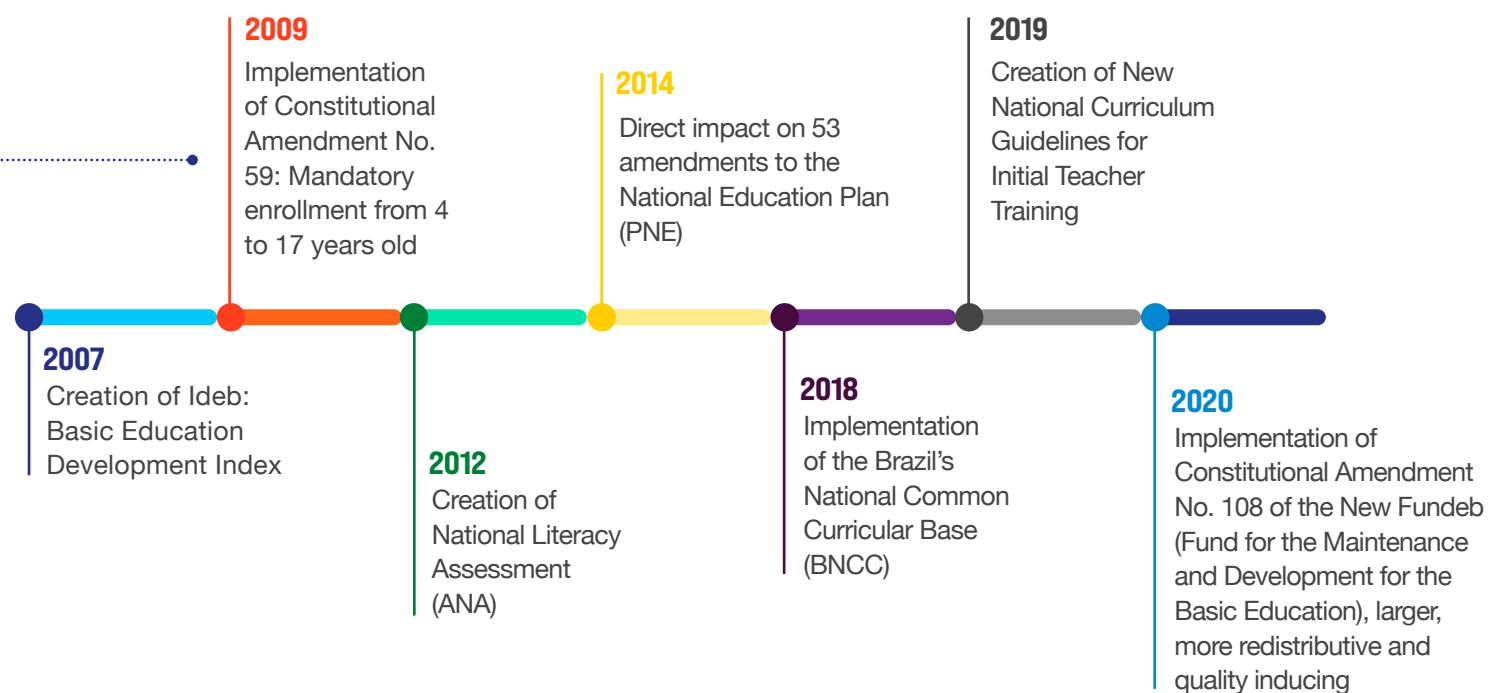 2009
Implementation
of Constitutional
Amendment No.
59: Mandatory
enrollment from 4
to 17 years old
2014
Direct impact on 53
amendments to the
National Education Plan
(PNE)
2019
Creation of New
National Curriculum
Guidelines for
Initial Teacher
Training
2007
Creation of Ideb:
Basic Education
Development Index
2012
Creation of
National Literacy
Assessment
(ANA)
2018
Implementation
of the Brazil’s
National Common
Curricular Base
(BNCC)
2020
Implementation of
Constitutional Amendment
No. 108 of the New Fundeb
(Fund for the Maintenance
and Development for the
Basic Education), larger,
more redistributive and
quality inducing